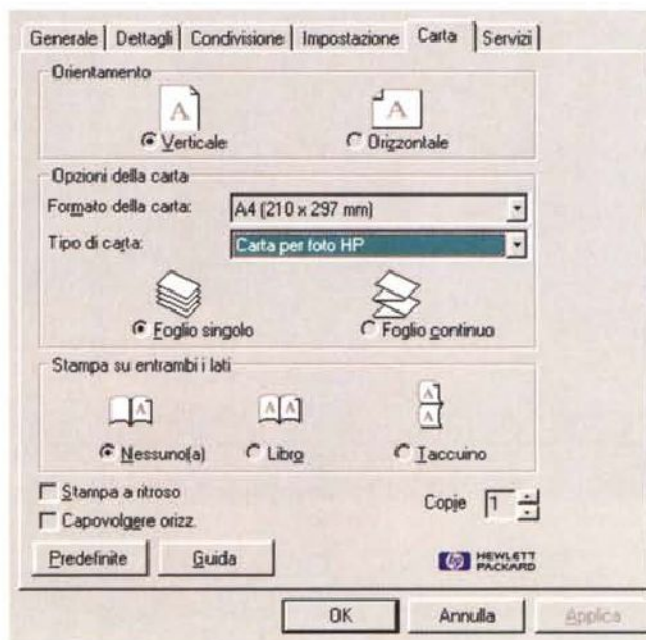 Generale Dettagli Condivisione Impostazione Carta Servizi
Orientamento
A A
Verticale Orizzontale
Opzioni della carta
Formato della carta: A4 (210 x 297 mm)
Tipo di carta: Carta per foto HP
Foglio singolo Foglio continuo
Stampa su entrambi i lati
A A A A A
Nessuno(a) Libro Taccuino
Stampa a ritroso
Copie 1
Capovolgere orizz.
Predefinite Guida hp HEWLETT
PACKARD
OK Annulla Applica